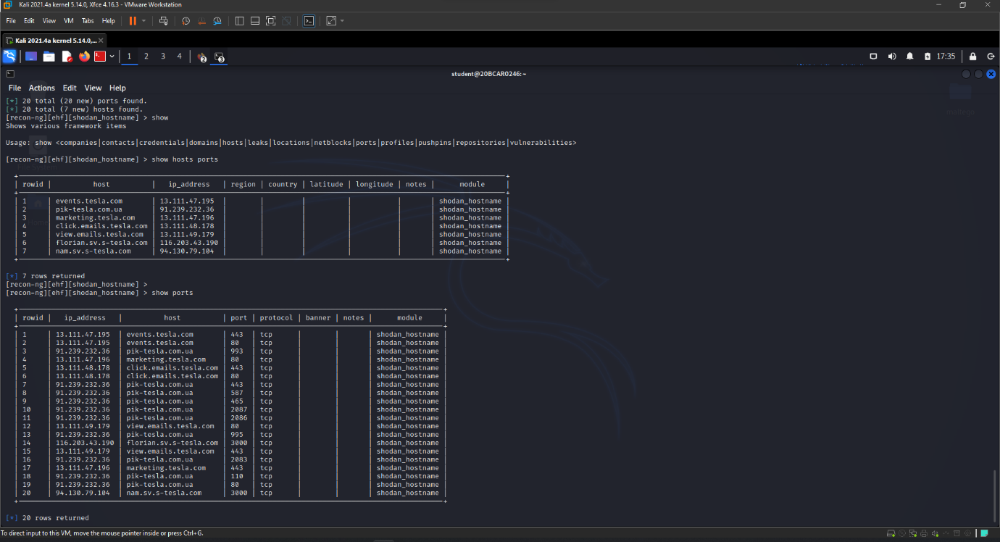 Kali 2021.4a kernel 5.14.0, Xfce 4.16.3 - VMware Workstation
File Edit View VM Tabs Help
Kali 2021.4a kernel 5.14.0,...
1 2 3 4 2 3 17:35
student@20BCAR0246: ~
File Actions Edit View Help
[*] 20 total (20 new) ports found.
[*] 20 total (7 new) hosts found.
[recon-ng][ehf][shodan_hostname] > show
Shows various framework items
Usage: show <companies|contacts|credentials|domains|hosts|leaks|locations|netblocks|ports|profiles|pushpins|repositories|vulnerabilities>
[recon-ng][ehf][shodan_hostname] > show hosts ports
| rowid | host | ip_address | region | country | latitude | longitude | notes | module |
| 1 | events.tesla.com | 13.111.47.195 | | | | | | shodan_hostname |
| 2 | pik-tesla.com.ua | 91.239.232.36 | | | | | | shodan_hostname |
| 3 | marketing.tesla.com | 13.111.47.196 | | | | | | shodan_hostname |
| 4 | click.emails.tesla.com | 13.111.48.178 | | | | | | shodan_hostname |
| 5 | view.emails.tesla.com | 13.111.49.179 | | | | | | shodan_hostname |
| 6 | florian.sv.s-tesla.com | 116.203.43.190 | | | | | | shodan_hostname |
| 7 | nam.sv.s-tesla.com | 94.130.79.104 | | | | | | shodan_hostname |
[*] 7 rows returned
[recon-ng][ehf][shodan_hostname] >
[recon-ng][ehf][shodan_hostname] > show ports
| rowid | ip_address | host | port | protocol | banner | notes | module |
| 1 | 13.111.47.195 | events.tesla.com | 443 | tcp | | | shodan_hostname |
| 2 | 13.111.47.195 | events.tesla.com | 80 | tcp | | | shodan_hostname |
| 3 | 91.239.232.36 | pik-tesla.com.ua | 993 | tcp | | | shodan_hostname |
| 4 | 13.111.47.196 | marketing.tesla.com | 80 | tcp | | | shodan_hostname |
| 5 | 13.111.48.178 | click.emails.tesla.com | 443 | tcp | | | shodan_hostname |
| 6 | 13.111.48.178 | click.emails.tesla.com | 80 | tcp | | | shodan_hostname |
| 7 | 91.239.232.36 | pik-tesla.com.ua | 443 | tcp | | | shodan_hostname |
| 8 | 91.239.232.36 | pik-tesla.com.ua | 587 | tcp | | | shodan_hostname |
| 9 | 91.239.232.36 | pik-tesla.com.ua | 465 | tcp | | | shodan_hostname |
| 10 | 91.239.232.36 | pik-tesla.com.ua | 2087 | tcp | | | shodan_hostname |
| 11 | 91.239.232.36 | pik-tesla.com.ua | 2086 | tcp | | | shodan_hostname |
| 12 | 13.111.49.179 | view.emails.tesla.com | 80 | tcp | | | shodan_hostname |
| 13 | 91.239.232.36 | pik-tesla.com.ua | 995 | tcp | | | shodan_hostname |
| 14 | 116.203.43.190 | florian.sv.s-tesla.com | 3000 | tcp | | | shodan_hostname |
| 15 | 13.111.49.179 | view.emails.tesla.com | 443 | tcp | | | shodan_hostname |
| 16 | 91.239.232.36 | pik-tesla.com.ua | 2083 | tcp | | | shodan_hostname |
| 17 | 13.111.47.196 | marketing.tesla.com | 443 | tcp | | | shodan_hostname |
| 18 | 91.239.232.36 | pik-tesla.com.ua | 110 | tcp | | | shodan_hostname |
| 19 | 91.239.232.36 | pik-tesla.com.ua | 80 | tcp | | | shodan_hostname |
| 20 | 94.130.79.104 | nam.sv.s-tesla.com | 3000 | tcp | | | shodan_hostname |
[*] 20 rows returned
To direct input to this VM, move the mouse pointer inside or press Ctrl+G.